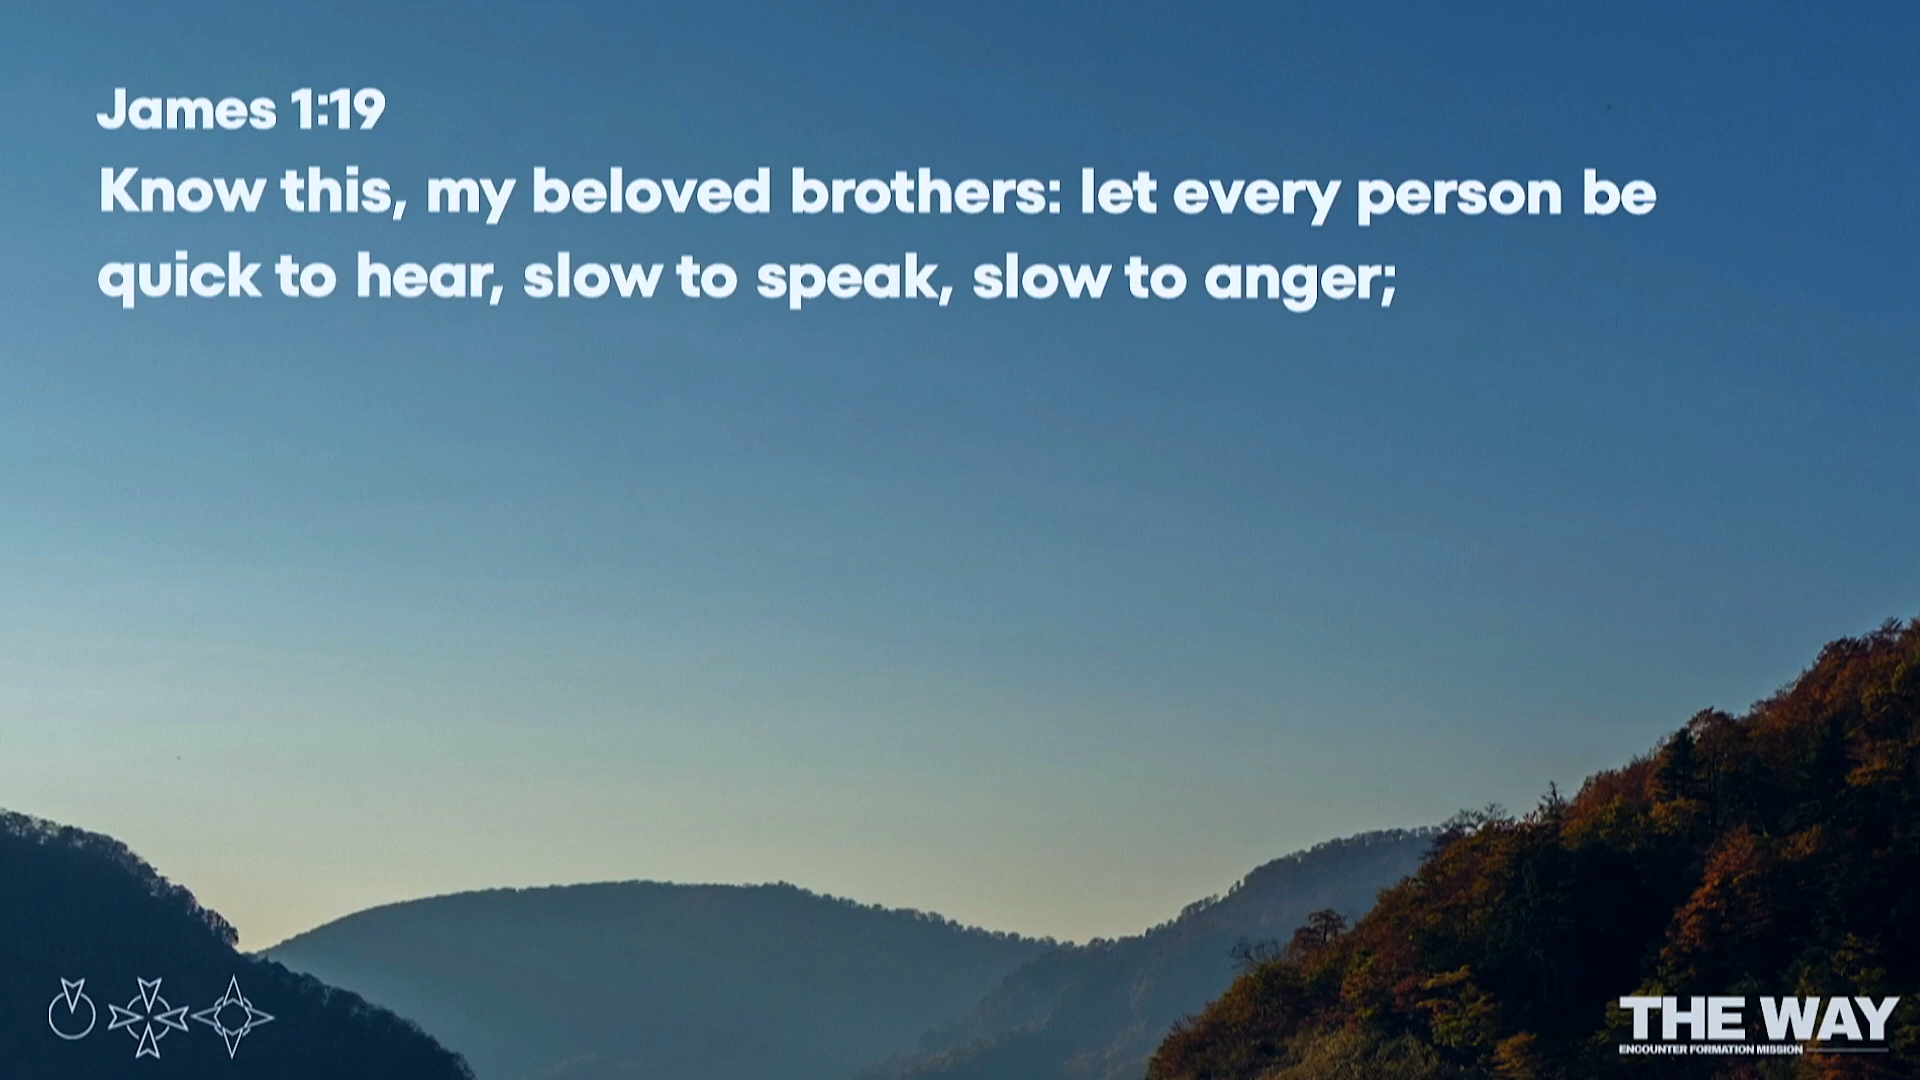 James 1:19
Know this, my beloved brothers: let every person be
quick to hear, slow to speak, slow to anger;
THE WAY
ENCOUNTER FORMATION MISSION